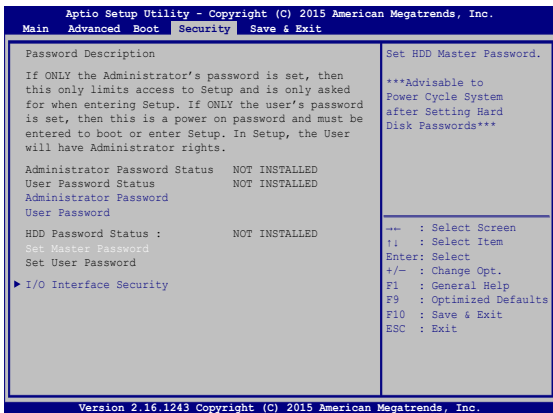 Aptio Setup Utility - Copyright (C) 2015 American Megatrends, Inc.
Main Advanced Boot Security Save & Exit
Password Description
If ONLY the Administrator's password is set, then
this only limits access to Setup and is only asked
for when entering Setup. If ONLY the user's password
is set, then this is a power on password and must be
entered to boot or enter Setup. In Setup, the User
will have Administrator rights.
Administrator Password Status NOT INSTALLED
User Password Status NOT INSTALLED
Administrator Password
User Password
HDD Password Status : NOT INSTALLED
Set Master Password
Set User Password
▶ I/O Interface Security
Set HDD Master Password.
***Advisable to
Power Cycle System
after Setting Hard
Disk Passwords***
→← : Select Screen
↑↓ : Select Item
Enter: Select
+/— : Change Opt.
F1 : General Help
F9 : Optimized Defaults
F10 : Save & Exit
ESC : Exit
Version 2.16.1243 Copyright (C) 2015 American Megatrends, Inc.